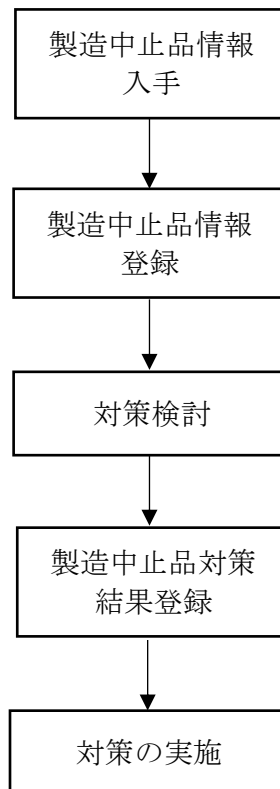 製造中止品情報
入手
製造中止品情報
登録
対策検討
製造中止品対策
結果登録
対策の実施